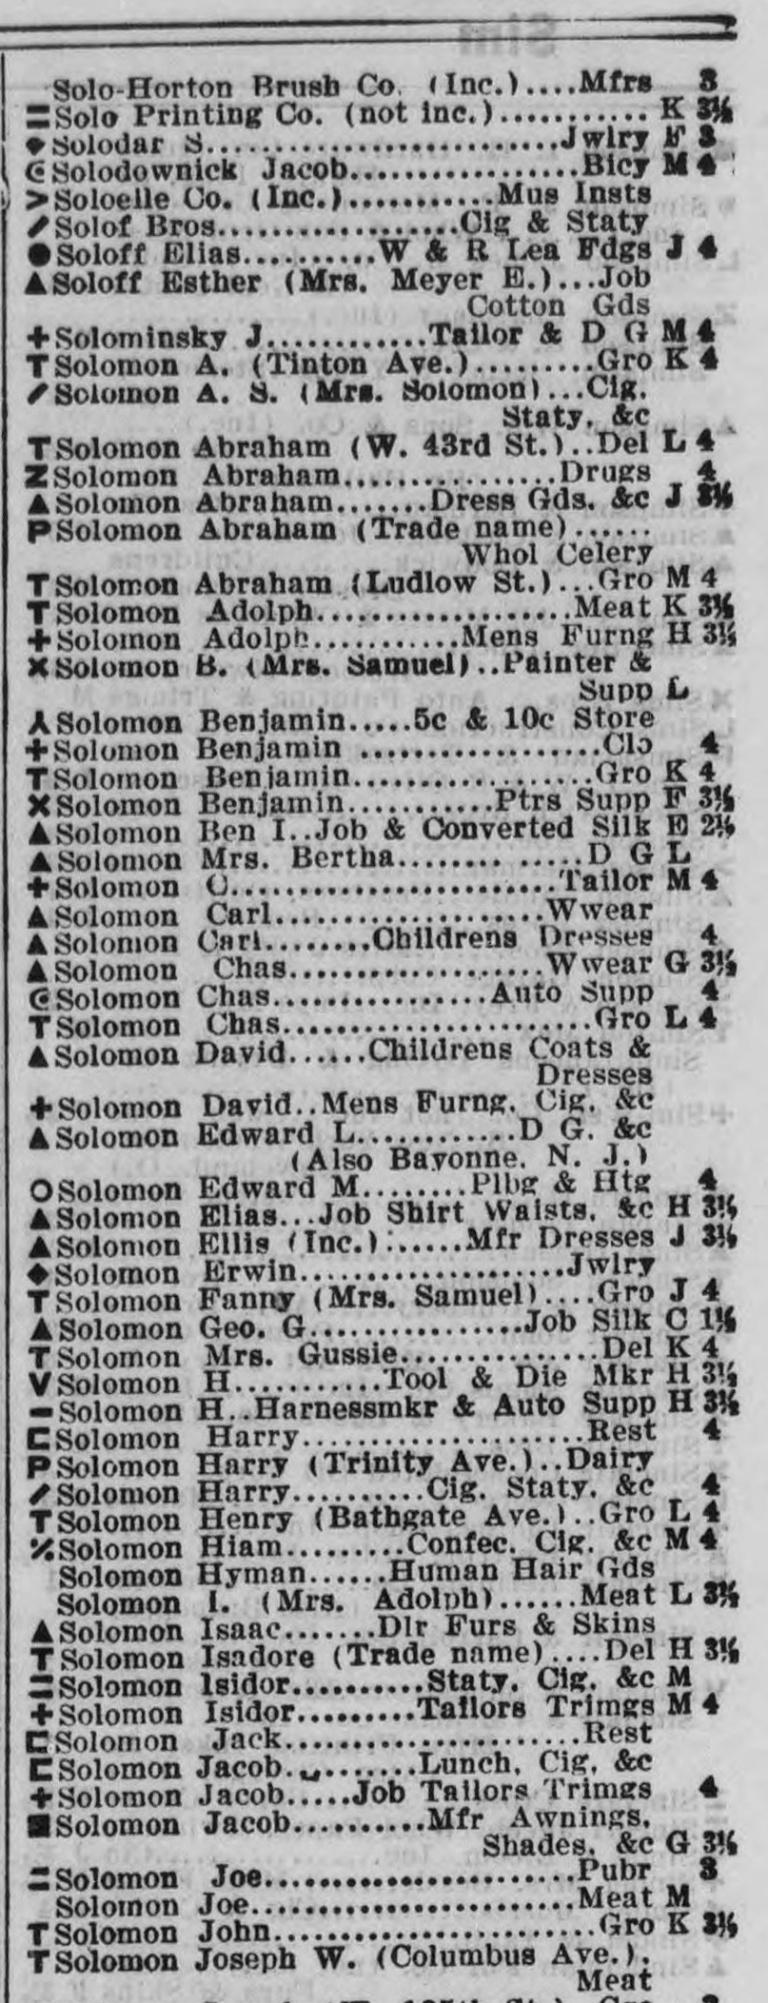 Solo-Horton Brush Co. (Inc.)....Mfrs 3
=Solo Printing Co. (not inc.)........... K 3½
◆Solodar S............................Jwlry F 3
Solodownick Jacob..................Bicy M 4
>Soloelle Co. (Inc.)............Mus Insts
Solof Bros...................Cig & Staty
●Soloff Elias..........W & R Lea Fdgs J 4
▲Soloff Esther (Mrs. Meyer E.)...Job
Cotton Gds
+Solominsky J.............Tailor & D G M 4
TSolomon A. (Tinton Ave.)..........Gro K 4
Solomon A. S. (Mrs. Solomon)...Cig,
Staty, &c
TSolomon Abraham (W. 43rd St.)..Del L 4
ZSolomon Abraham.................Drugs 4
▲Solomon Abraham.......Dress Gds, &c J 3½
PSolomon Abraham (Trade name)......
Whol Celery
TSolomon Abraham (Ludlow St.)...Gro M 4
TSolomon Adolph....................Meat K 3½
+Solomon Adolph...........Mens Furng H 3½
×Solomon B. (Mrs. Samuel)..Painter &
Supp L
⅄Solomon Benjamin.....5c & 10c Store
+Solomon Benjamin ..................Clo 4
TSolomon Benjamin...................Gro K 4
×Solomon Benjamin...........Ptrs Supp F 3½
▲Solomon Ben I..Job & Converted Silk E 2½
▲Solomon Mrs. Bertha..............D G L
+Solomon C.........................Tailor M 4
▲Solomon Carl.....................Wwear
▲Solomon Carl........Childrens Dresses 4
▲Solomon Chas....................Wwear G 3½
Solomon Chas.................Auto Supp 4
TSolomon Chas........................Gro L 4
▲Solomon David......Childrens Coats &
Dresses
+Solomon David..Mens Furng, Cig, &c
▲Solomon Edward L............D G, &c
(Also Bayonne, N. J.)
OSolomon Edward M........Plbg & Htg 4
▲Solomon Elias...Job Shirt Waists, &c H 3½
▲Solomon Ellis (Inc.).......Mfr Dresses J 3½
◆Solomon Erwin.....................Jwlry
TSolomon Fanny (Mrs. Samuel)....Gro J 4
▲Solomon Geo. G.................Job Silk C 1½
TSolomon Mrs. Gussie...............Del K 4
VSolomon H...........Tool & Die Mkr H 3½
-Solomon H..Harnessmkr & Auto Supp H 3½
⊏Solomon Harry......................Rest 4
PSolomon Harry (Trinity Ave.)..Dairy
Solomon Harry..........Cig, Staty, &c 4
TSolomon Henry (Bathgate Ave.)..Gro L 4
Solomon Hiam.........Confec, Cig, &c M 4
Solomon Hyman......Human Hair Gds
Solomon I. (Mrs. Adolph)......Meat L 3½
▲Solomon Isaac.......Dlr Furs & Skins
TSolomon Isadore (Trade name)....Del H 3½
=Solomon Isidor..........Staty, Cig, &c M
+Solomon Isidor.........Tailors Trimgs M 4
⊏Solomon Jack.......................Rest
⊏Solomon Jacob..........Lunch, Cig, &c
+Solomon Jacob.....Job Tailors Trimgs 4
■Solomon Jacob..........Mfr Awnings,
Shades, &c G 3½
=Solomon Joe........................Pubr 3
Solomon Joe.........................Meat M
TSolomon John.........................Gro K 3½
TSolomon Joseph W. (Columbus Ave.),
Meat